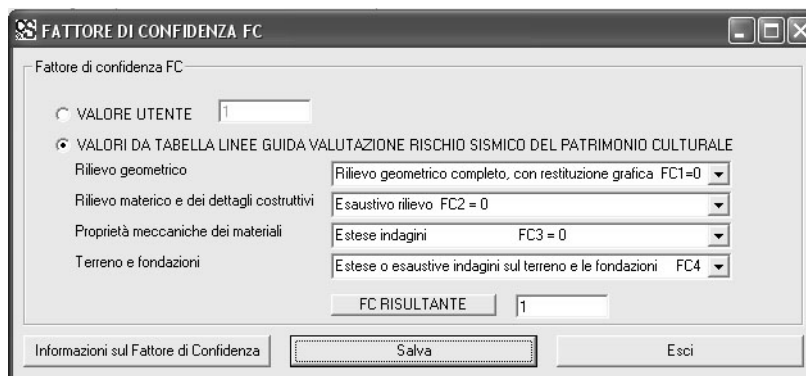 FATTORE DI CONFIDENZA FC
Fattore di confidenza FC
VALORE UTENTE 1
VALORI DA TABELLA LINEE GUIDA VALUTAZIONE RISCHIO SISMICO DEL PATRIMONIO CULTURALE
Rilievo geometrico Rilievo geometrico completo, con restituzione grafica FC1=0
Rilievo materico e dei dettagli costruttivi Esaustivo rilievo FC2 = 0
Proprietà meccaniche dei materiali Estese indagini FC3 = 0
Terreno e fondazioni Estese o esaustive indagini sul terreno e le fondazioni FC4
FC RISULTANTE 1
Informazioni sul Fattore di Confidenza Salva Esci